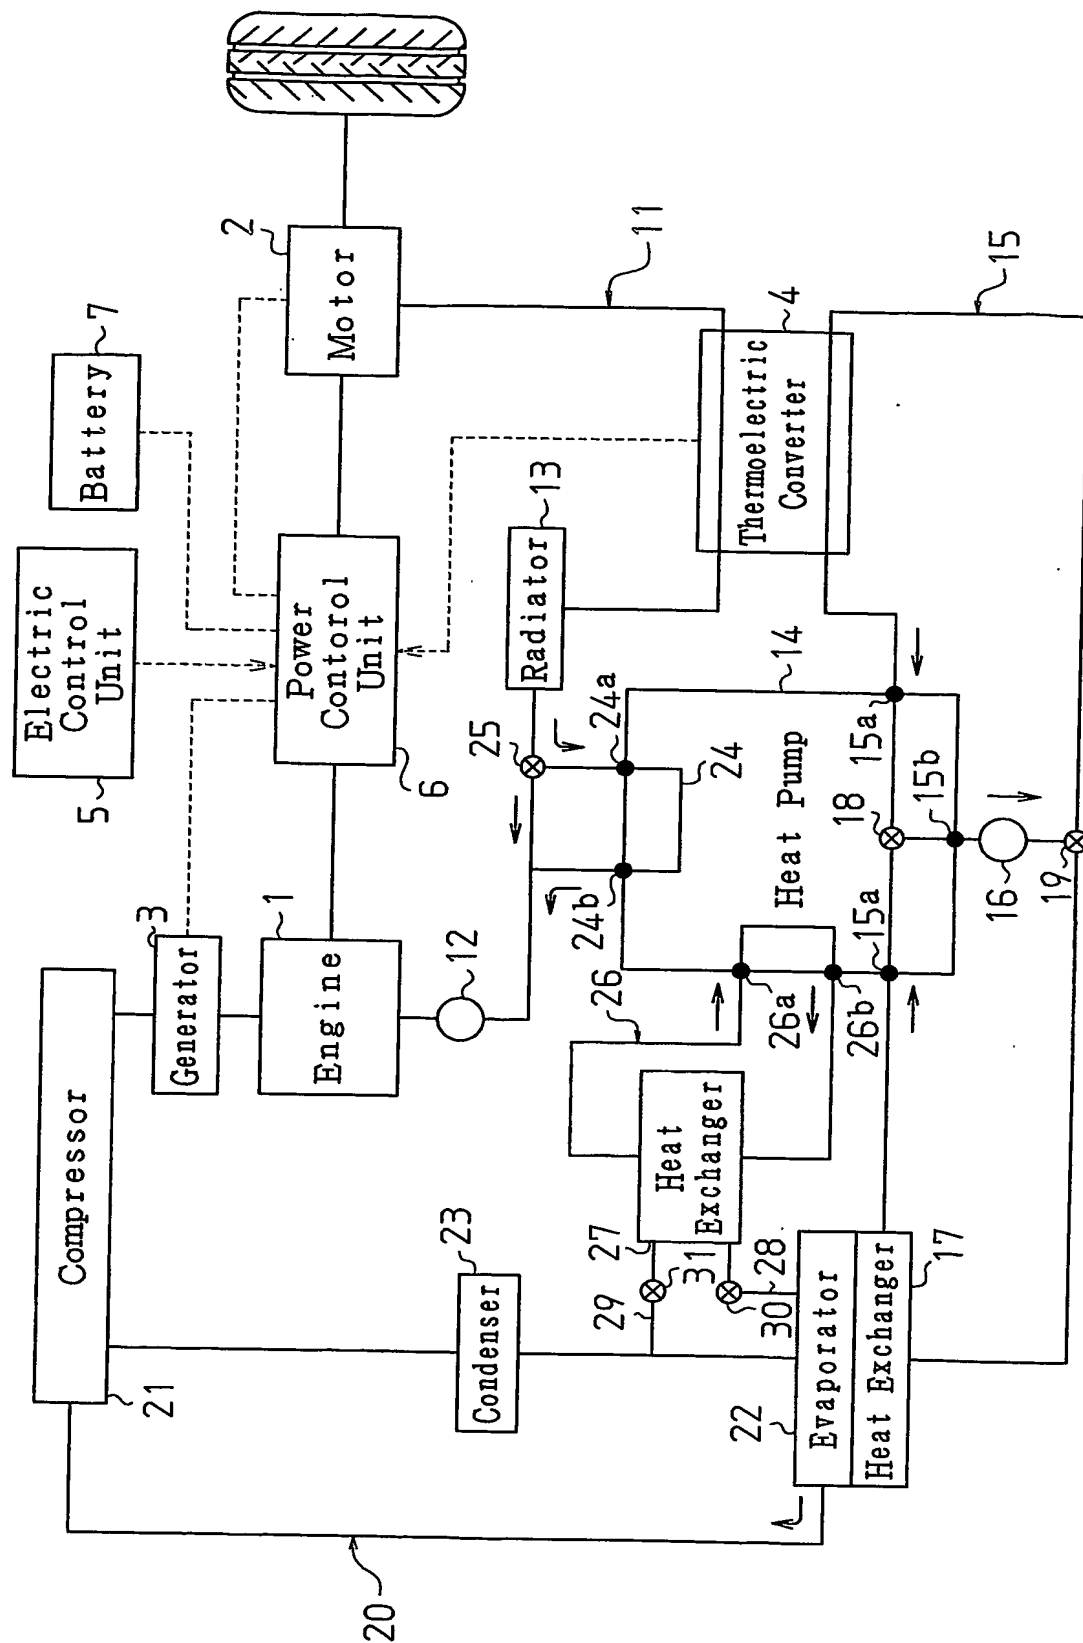 20
21
Compressor
22
Evaporator
Heat Exchanger
17
23
Condenser
29
27
31
30
28
Heat
Exchanger
26
3
Generator
1
Engine
12
24b
26a
26b
15a
16
19
5
Electric
Control
Unit
6
Power
Contorol
Unit
25
24a
24
Heat Pump
18
15b
15a
14
Radiator
13
7
Battery
2
Motor
11
4
Thermoelectric
Converter
15